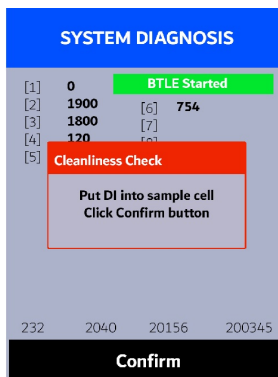 SYSTEM DIAGNOSIS
BTLE Started
[1] 0
[2] 1900 [6] 754
[3] 1800 [7]
[4] 120
[5]
Cleanliness Check
Put DI into sample cell
Click Confirm button
232 2040 20156 200345
Confirm